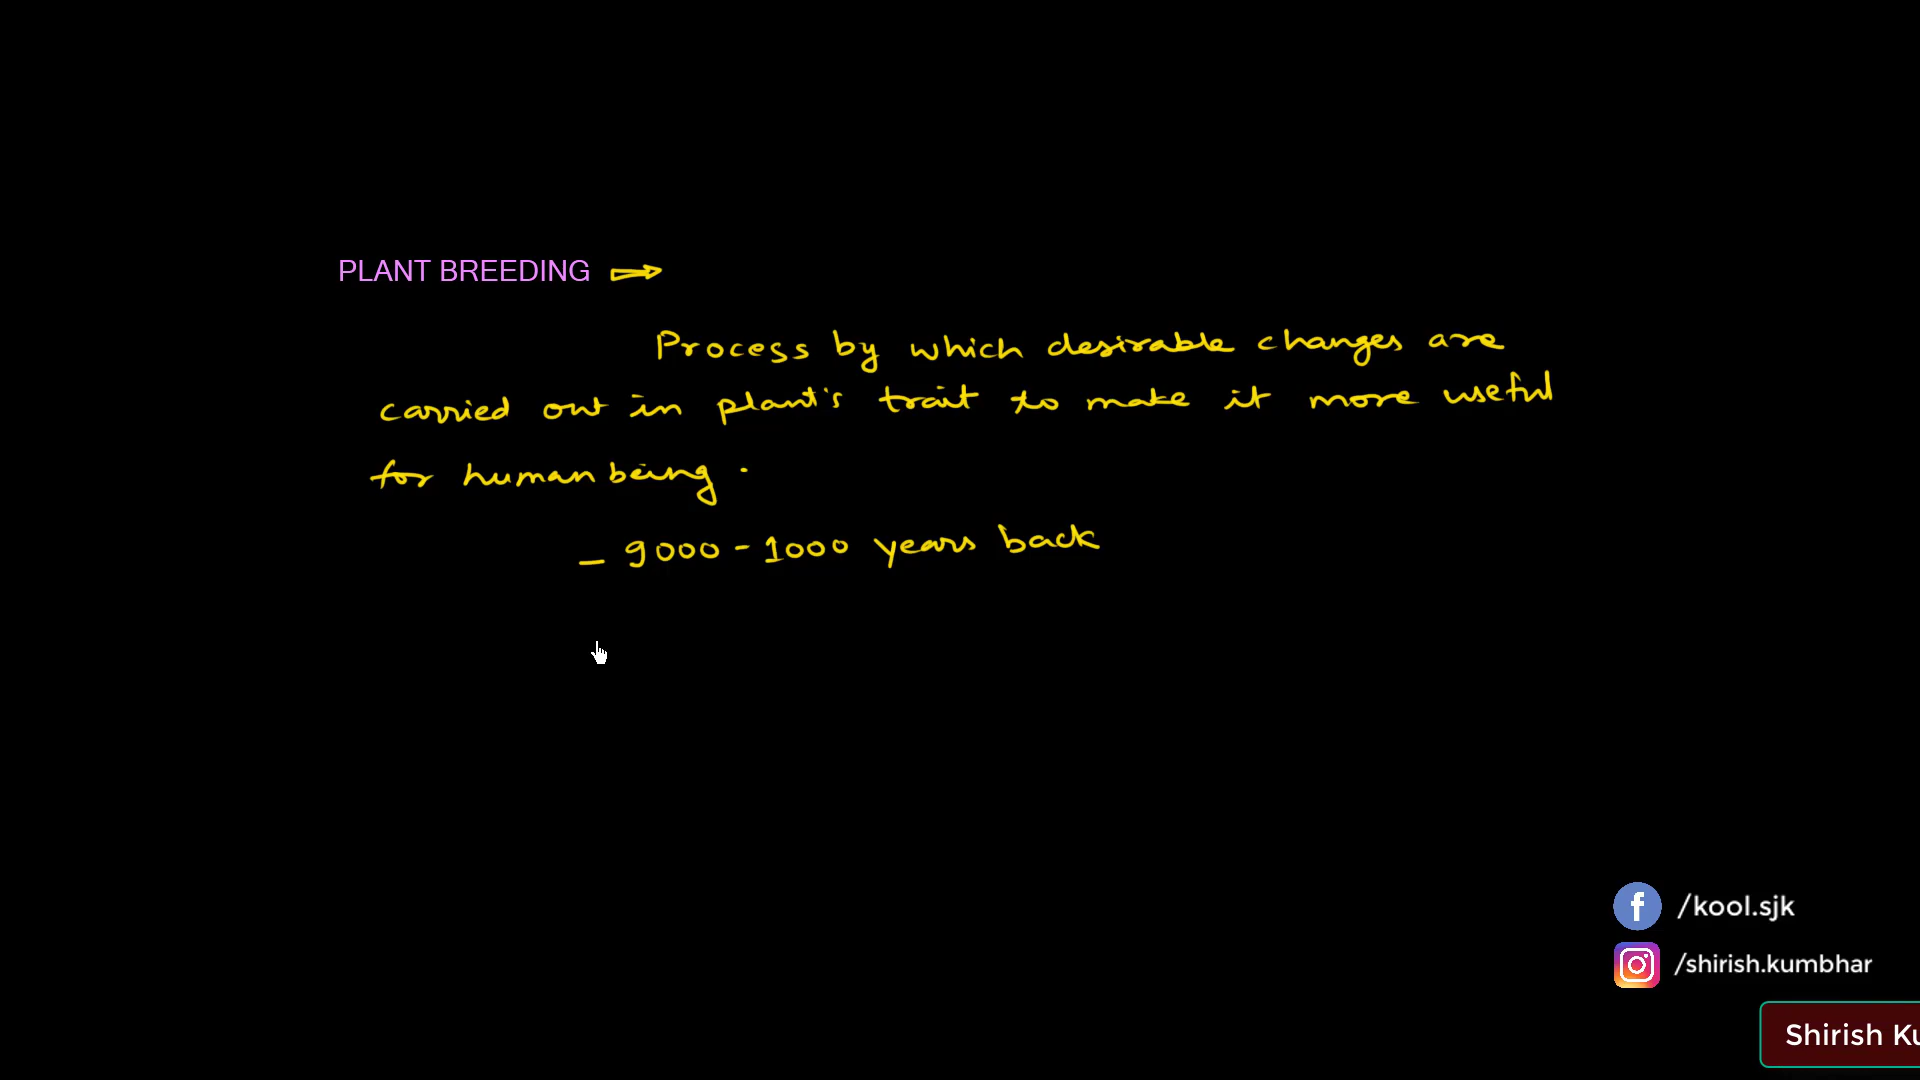 PLANT BREEDING
Process by which desirable changes are
carried out in plant's trait to make it more useful
for human being.
- 9000-1000 years back
/kool.sjk
/shirish.kumbhar
Shirish Ku